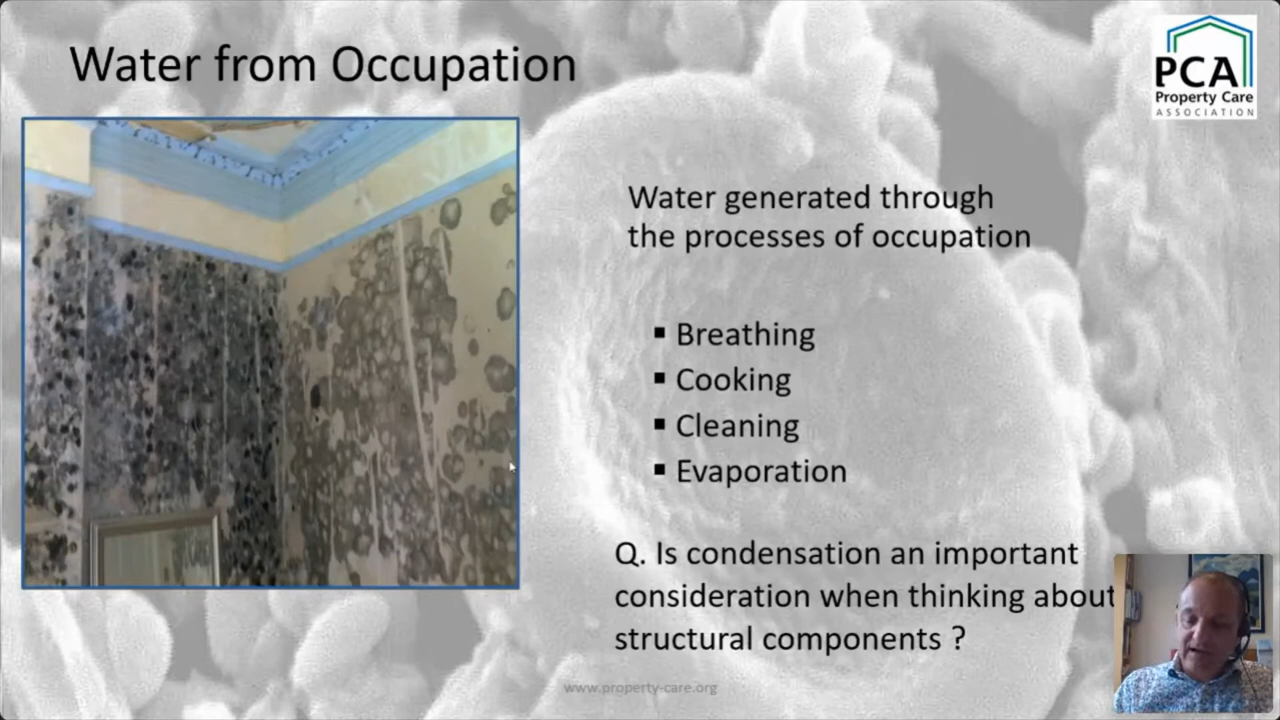 Water from Occupation
PCA
Property Care
ASSOCIATION
Water generated through
the processes of occupation
▪ Breathing
▪ Cooking
▪ Cleaning
▪ Evaporation
Q. Is condensation an important
consideration when thinking about
structural components ?
www.property-care.org